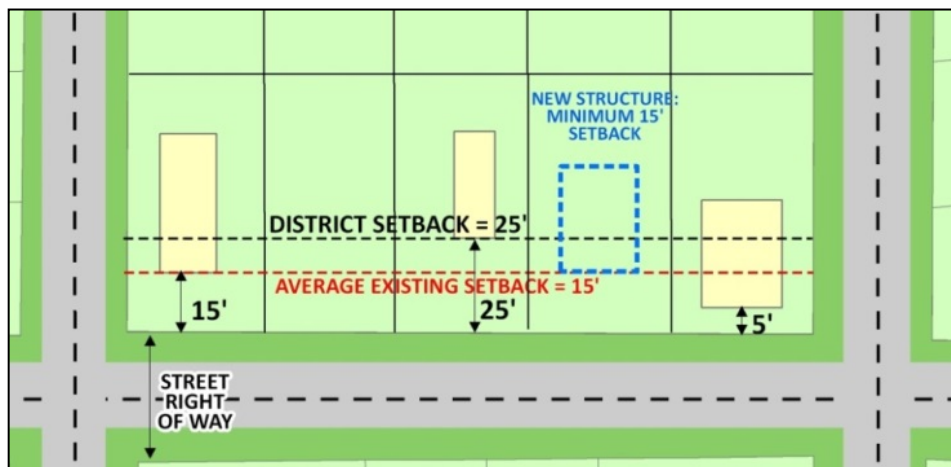 NEW STRUCTURE:
MINIMUM 15'
SETBACK
DISTRICT SETBACK = 25'
AVERAGE EXISTING SETBACK = 15'
15'
25'
5'
STREET
RIGHT
OF WAY